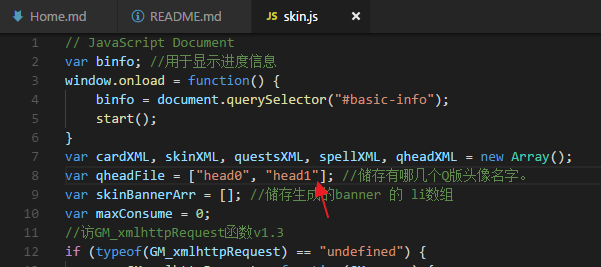 Home.md README.md JS skin.js ×
1 // JavaScript Document
2 var binfo; //用于显示进度信息
3 window.onload = function() {
4 binfo = document.querySelector("#basic-info");
5 start();
6 }
7 var cardXML, skinXML, questsXML, spellXML, qheadXML = new Array();
8 var qheadFile = ["head0", "head1"]; //储存有哪几个Q版头像名字。
9 var skinBannerArr = []; //储存生成的banner 的 li数组
10 var maxConsume = 0;
11 //访GM_xmlhttpRequest函数v1.3
12 if (typeof(GM_xmlhttpRequest) == "undefined") {